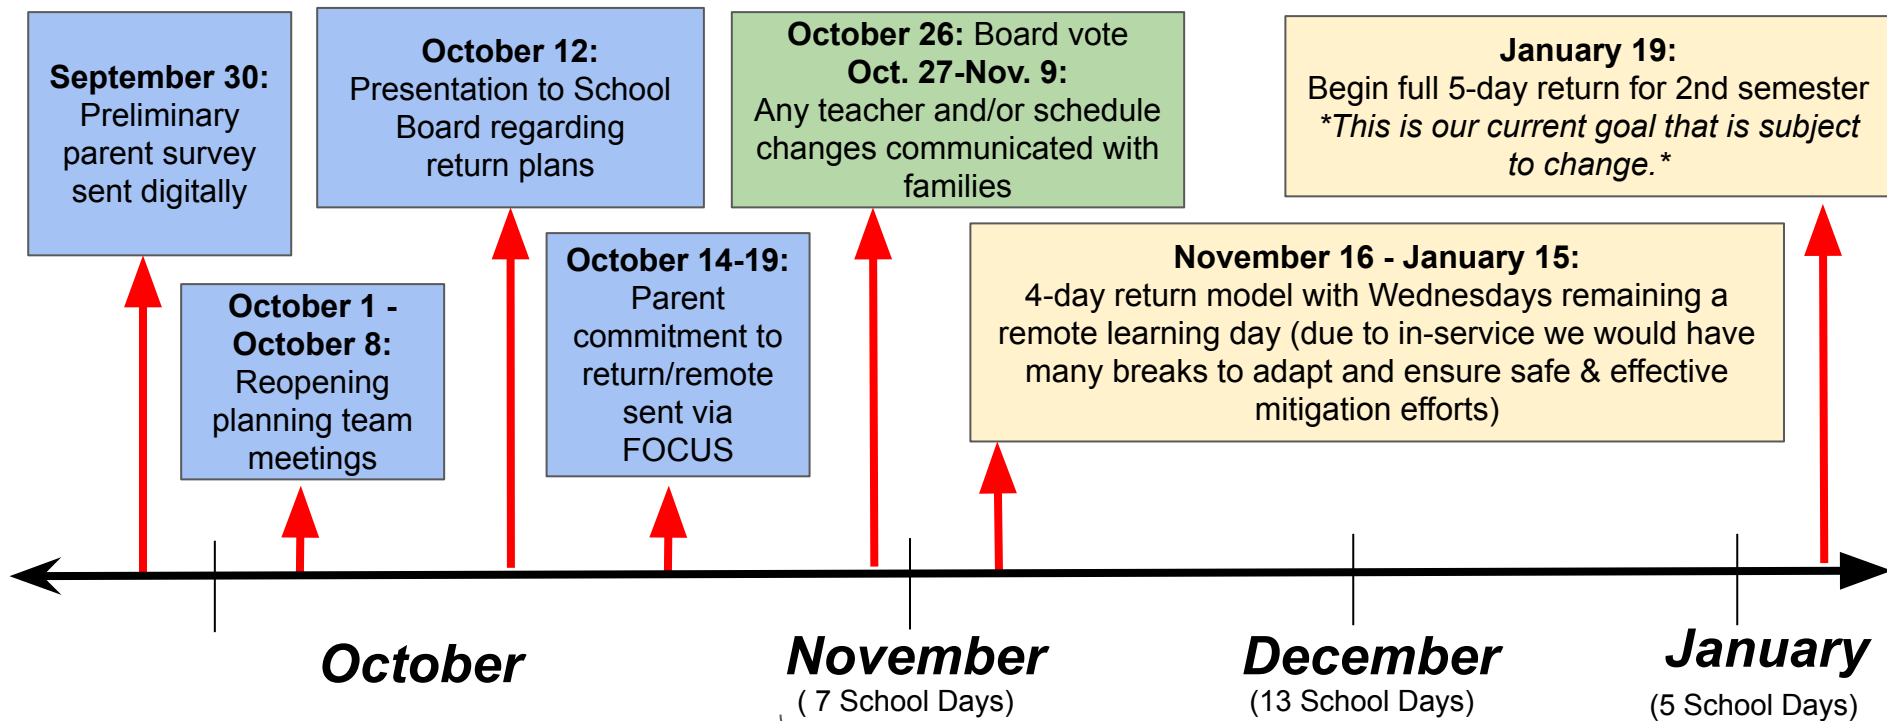 September 30:
Preliminary
parent survey
sent digitally
October 1 -
October 8:
Reopening
planning team
meetings
October 12:
Presentation to School
Board regarding
return plans
October 14-19:
Parent
commitment to
return/remote
sent via
FOCUS
October 26: Board vote
Oct. 27-Nov. 9:
Any teacher and/or schedule
changes communicated with
families
November 16 - January 15:
4-day return model with Wednesdays remaining a
remote learning day (due to in-service we would have
many breaks to adapt and ensure safe & effective
mitigation efforts)
January 19:
Begin full 5-day return for 2nd semester
*This is our current goal that is subject
to change.*
October
November
( 7 School Days)
December
(13 School Days)
January
(5 School Days)